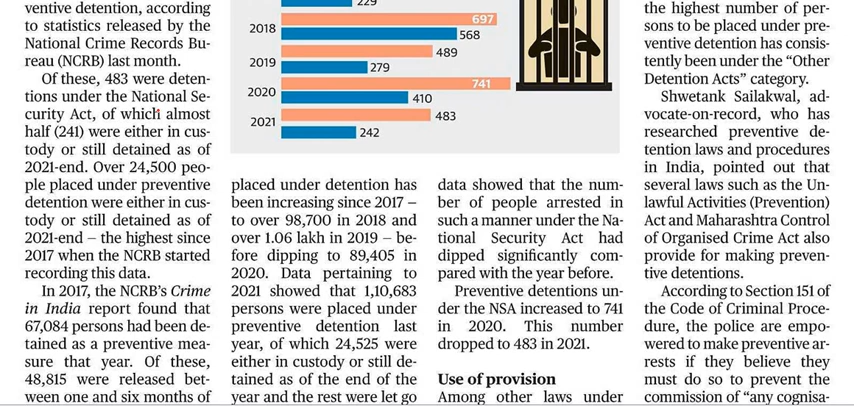 ventive detention, according
to statistics released by the
National Crime Records Bu-
reau (NCRB) last month.
Of these, 483 were deten-
tions under the National Se-
curity Act, of which almost
half (241) were either in cus-
tody or still detained as of
2021-end. Over 24,500 peo-
ple placed under preventive
detention were either in cus-
tody or still detained as of
2021-end – the highest since
2017 when the NCRB started
recording this data.
In 2017, the NCRB's Crime
in India report found that
67,084 persons had been de-
tained as a preventive mea-
sure that year. Of these,
48,815 were released bet-
ween one and six months of
229
2018 697
568
2019 489
279
2020 741
410
2021 483
242
placed under detention has
been increasing since 2017 –
to over 98,700 in 2018 and
over 1.06 lakh in 2019 – be-
fore dipping to 89,405 in
2020. Data pertaining to
2021 showed that 1,10,683
persons were placed under
preventive detention last
year, of which 24,525 were
either in custody or still de-
tained as of the end of the
year and the rest were let go
data showed that the num-
ber of people arrested in
such a manner under the Na-
tional Security Act had
dipped significantly com-
pared with the year before.
Preventive detentions un-
der the NSA increased to 741
in 2020. This number
dropped to 483 in 2021.
Use of provision
Among other laws under
the highest number of per-
sons to be placed under pre-
ventive detention has consis-
tently been under the “Other
Detention Acts” category.
Shwetank Sailakwal, ad-
vocate-on-record, who has
researched preventive de-
tention laws and procedures
in India, pointed out that
several laws such as the Un-
lawful Activities (Prevention)
Act and Maharashtra Control
of Organised Crime Act also
provide for making preven-
tive detentions.
According to Section 151 of
the Code of Criminal Proce-
dure, the police are empo-
wered to make preventive ar-
rests if they believe they
must do so to prevent the
commission of “any cognisa-